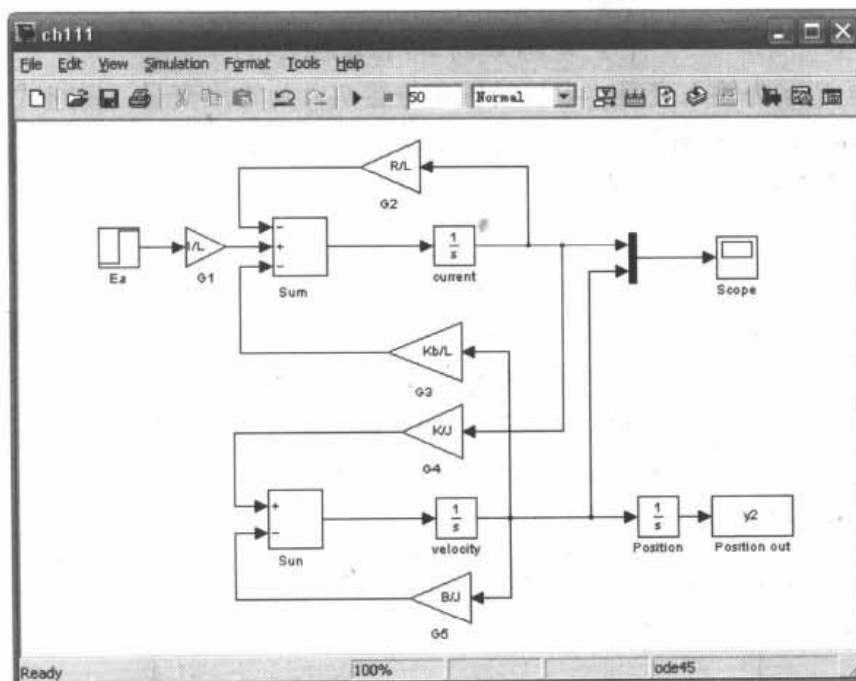 ch111
File Edit View Simulation Format Tools Help
50 Normal
R/L
G2
−
+
−
1/L
G1
Ea
Sum
1
s
current
Scope
Kb/L
G3
K/J
G4
+
−
Sun
1
s
velocity
1
s
Position
y2
Position out
B/J
G5
Ready 100% ode45